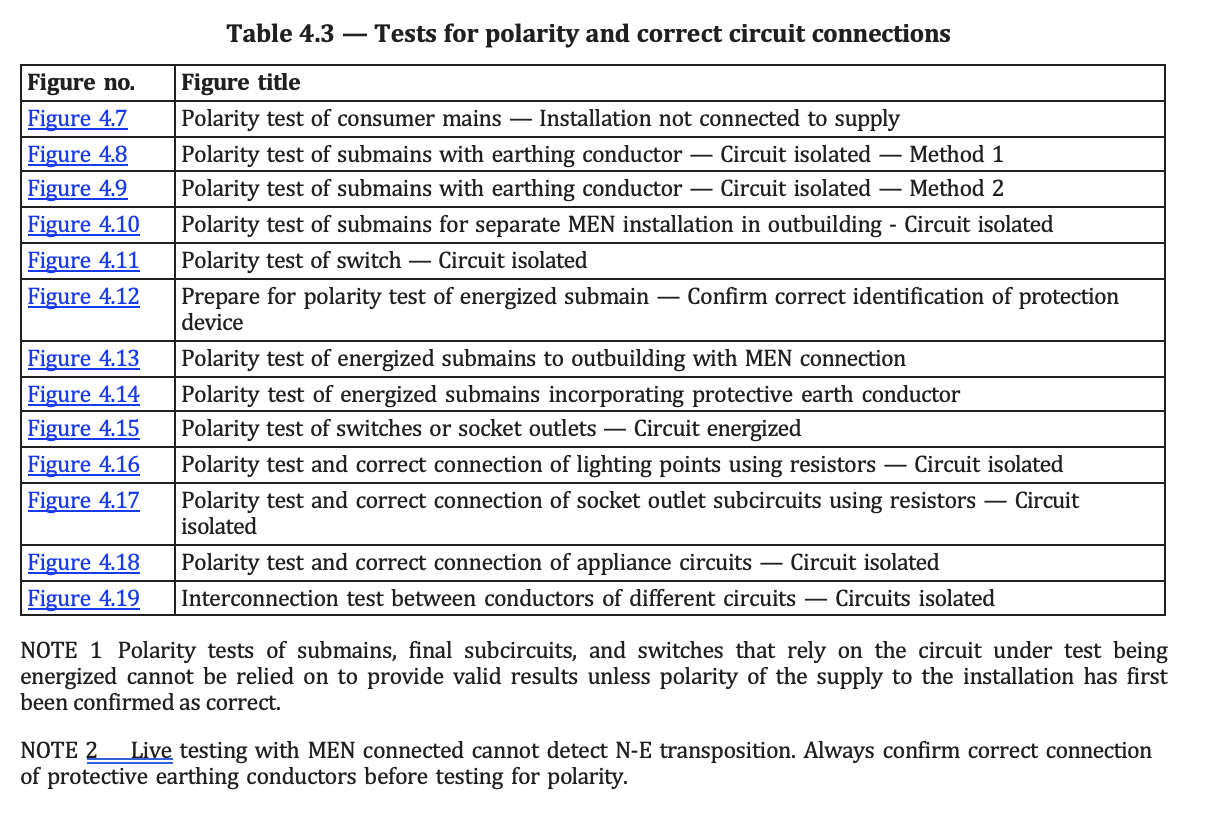 Table 4.3 — Tests for polarity and correct circuit connections
Figure no. Figure title
Figure 4.7 Polarity test of consumer mains — Installation not connected to supply
Figure 4.8 Polarity test of submains with earthing conductor — Circuit isolated — Method 1
Figure 4.9 Polarity test of submains with earthing conductor — Circuit isolated — Method 2
Figure 4.10 Polarity test of submains for separate MEN installation in outbuilding - Circuit isolated
Figure 4.11 Polarity test of switch — Circuit isolated
Figure 4.12 Prepare for polarity test of energized submain — Confirm correct identification of protection
device
Figure 4.13 Polarity test of energized submains to outbuilding with MEN connection
Figure 4.14 Polarity test of energized submains incorporating protective earth conductor
Figure 4.15 Polarity test of switches or socket outlets — Circuit energized
Figure 4.16 Polarity test and correct connection of lighting points using resistors — Circuit isolated
Figure 4.17 Polarity test and correct connection of socket outlet subcircuits using resistors — Circuit
isolated
Figure 4.18 Polarity test and correct connection of appliance circuits — Circuit isolated
Figure 4.19 Interconnection test between conductors of different circuits — Circuits isolated
NOTE 1 Polarity tests of submains, final subcircuits, and switches that rely on the circuit under test being
energized cannot be relied on to provide valid results unless polarity of the supply to the installation has first
been confirmed as correct.
NOTE 2 Live testing with MEN connected cannot detect N-E transposition. Always confirm correct connection
of protective earthing conductors before testing for polarity.